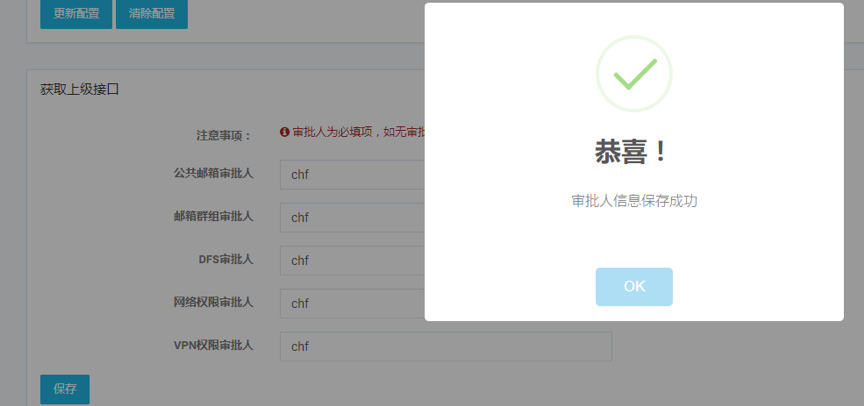 更新配置 清除配置
获取上级接口
注意事项：
审批人为必填项，如无审批
公共邮箱审批人 chf
邮箱群组审批人 chf
DFS审批人 chf
网络权限审批人 chf
VPN权限审批人 chf
保存
恭喜！
审批人信息保存成功
OK